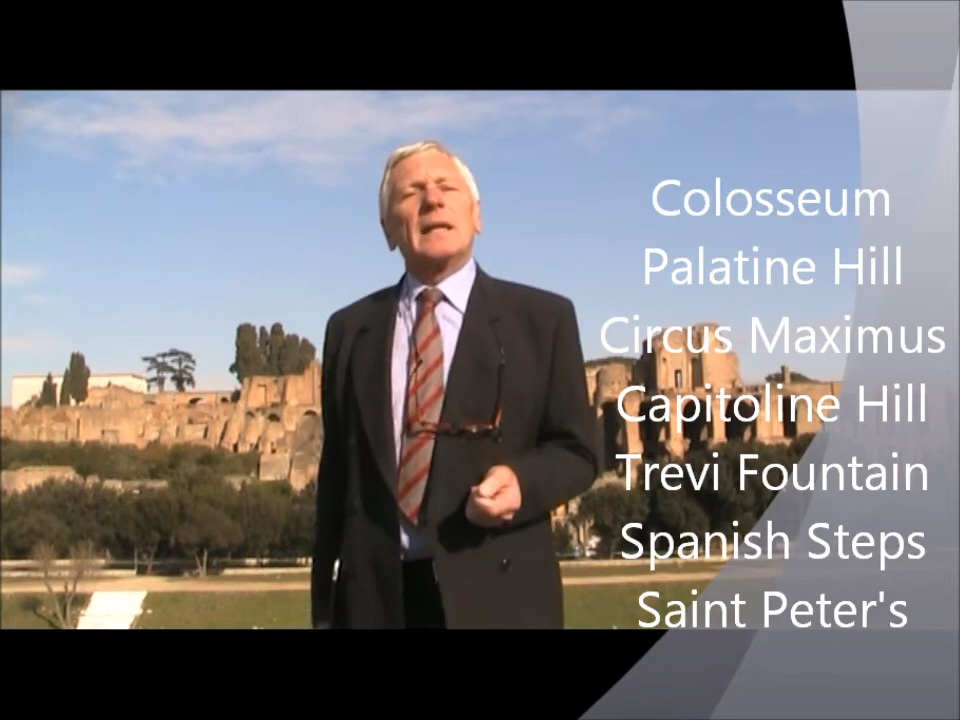 Colosseum
Palatine Hill
Circus Maximus
Capitoline Hill
Trevi Fountain
Spanish Steps
Saint Peter's